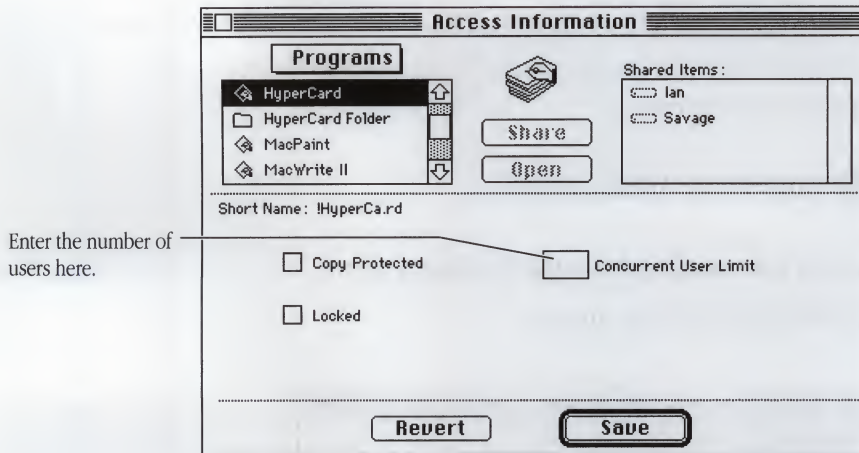 Access Information
Programs
HyperCard
HyperCard Folder
MacPaint
MacWrite II
Share
Open
Shared Items:
Ian
Savage
Short Name: !HyperCa.rd
Enter the number of
users here.
Copy Protected
Concurrent User Limit
Locked
Revert
Save